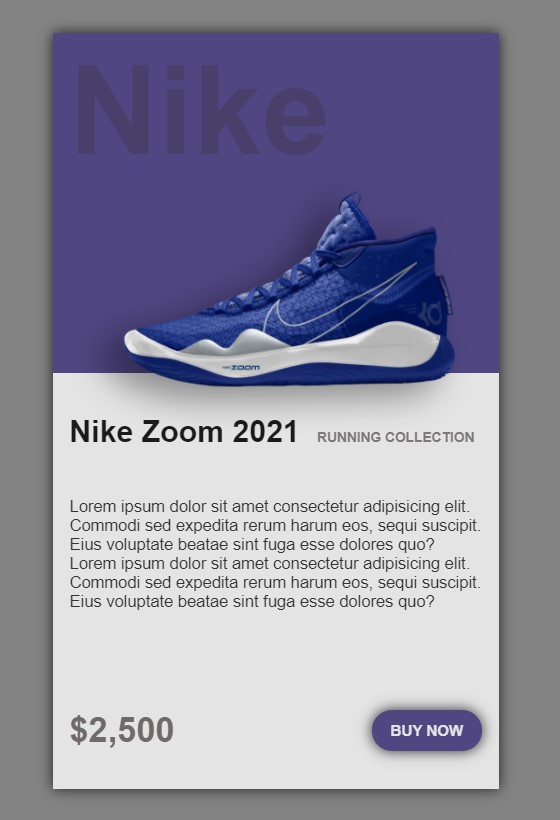 Nike
ZOOM
Nike Zoom 2021 RUNNING COLLECTION
Lorem ipsum dolor sit amet consectetur adipisicing elit.
Commodi sed expedita rerum harum eos, sequi suscipit.
Eius voluptate beatae sint fuga esse dolores quo?
Lorem ipsum dolor sit amet consectetur adipisicing elit.
Commodi sed expedita rerum harum eos, sequi suscipit.
Eius voluptate beatae sint fuga esse dolores quo?
$2,500 BUY NOW